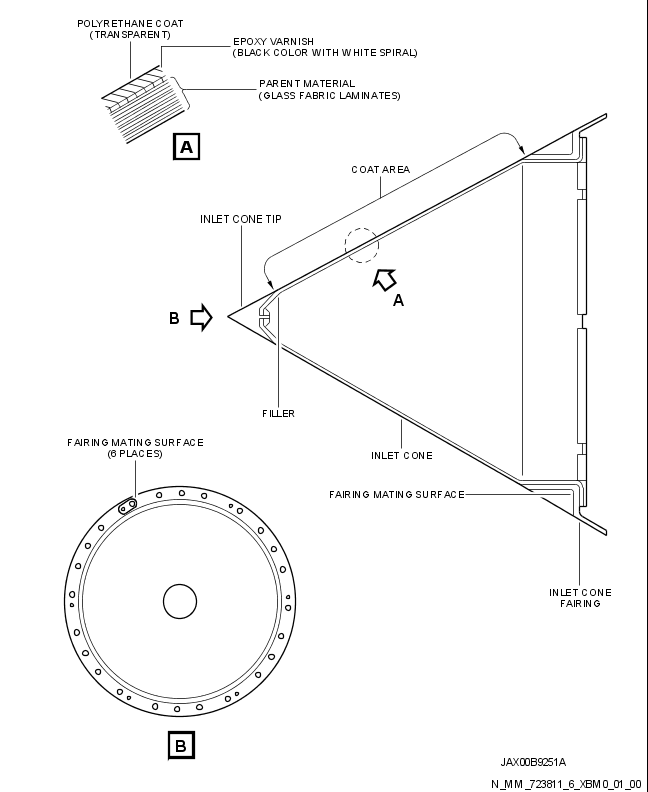 POLYRETHANE COAT
(TRANSPARENT)
EPOXY VARNISH
(BLACK COLOR WITH WHITE SPIRAL)
PARENT MATERIAL
(GLASS FABRIC LAMINATES)
A
COAT AREA
INLET CONE TIP
A
B
FILLER
INLET CONE
FAIRING MATING SURFACE
(6 PLACES)
FAIRING MATING SURFACE
INLET CONE
FAIRING
B
JAX00B9251A
N_MM_723811_6_XBM0_01_00